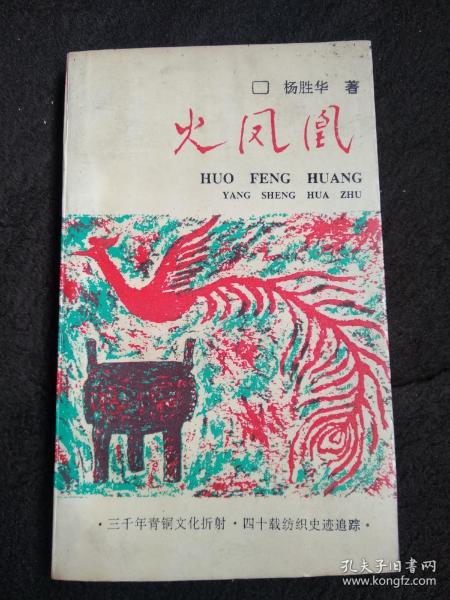 杨胜华 著
火凤凰
HUO FENG HUANG
YANG SHENG HUA ZHU
·三千年青铜文化折射·四十载纺织史迹追踪·
孔夫子旧书网
www.kongfz.com